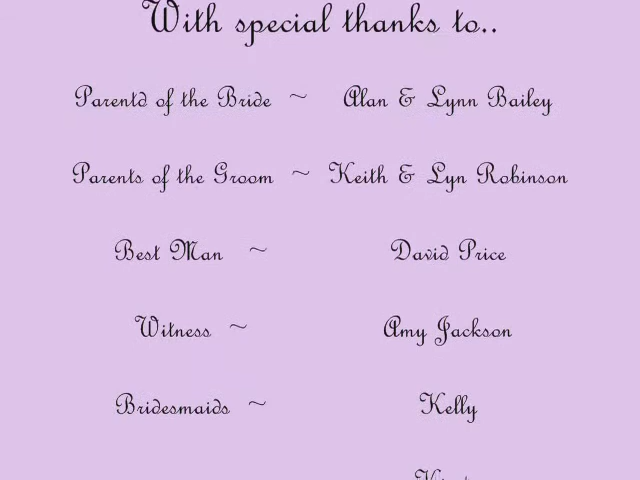 With special thanks to..
Parentd of the Bride ~ Alan & Lynn Bailey
Parents of the Groom ~ Keith & Lyn Robinson
Best Man ~ David Price
Witness ~ Amy Jackson
Bridesmaids ~ Kelly